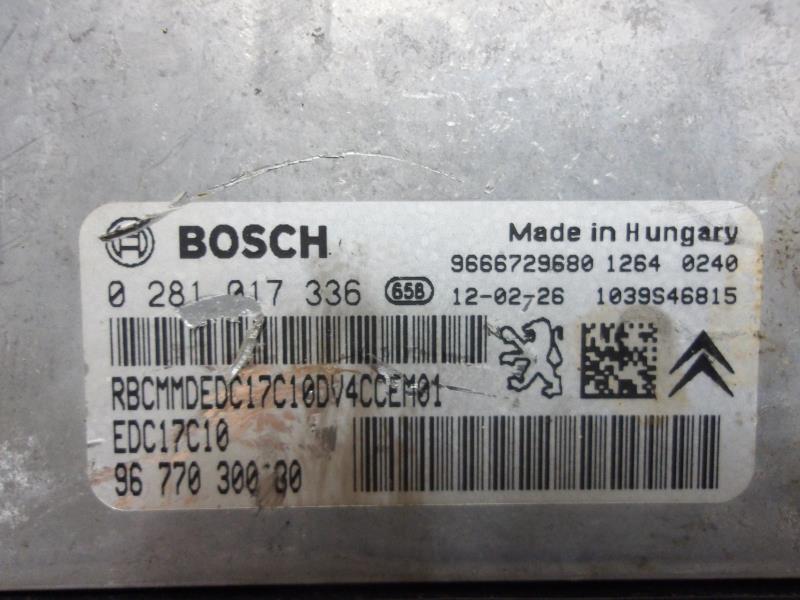 BOSCH
Made in Hungary
9666729680 1264 0240
0 281 017 336 658 12-02-26 1039S46815
RBCMMDEDC17C10DV4CCEM01
EDC17C10
96 770 300 80